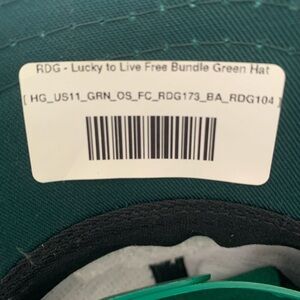 RDG - Lucky to Live Free Bundle Green Hat
[ HG_US11_GRN_OS_FC_RDG173_BA_RDG104 ]